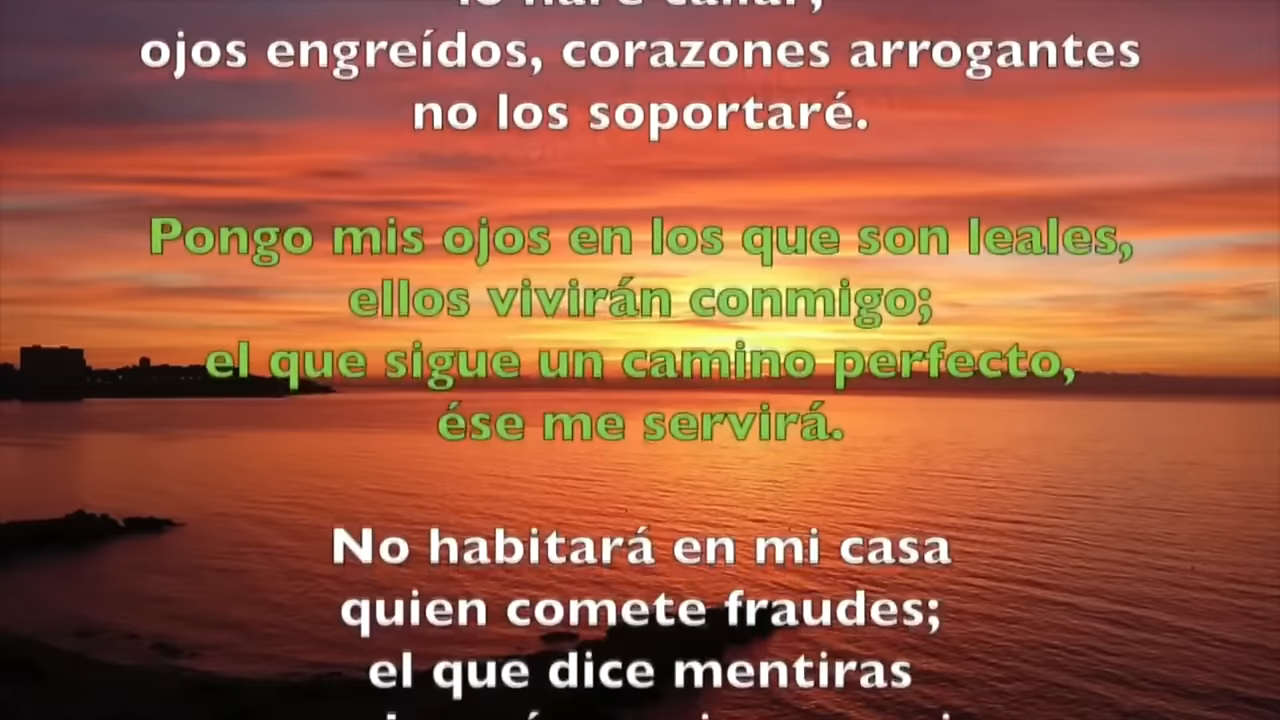 ojos engreídos, corazones arrogantes
no los soportaré.
Pongo mis ojos en los que son leales,
ellos vivirán conmigo;
el que sigue un camino perfecto,
ése me servirá.
No habitará en mi casa
quien comete fraudes;
el que dice mentiras